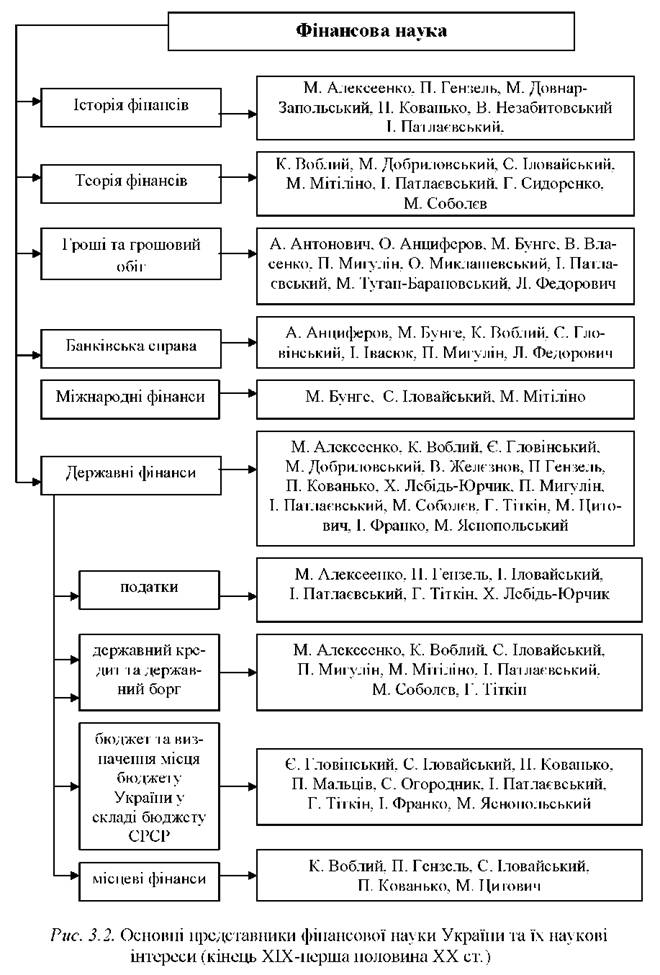 Фінансова наука
Історія фінансів
М. Алексеенко, П. Гензель, М. Довнар-
Запольський, П. Кованько, В. Незабитовський
І. Патлаєвський,
Теорія фінансів
К. Воблий, М. Добриловський, С. Іловайський,
М. Мітіліно, І. Патлаєвський, Г. Сидоренко,
М. Соболєв
Гроші та грошовий
обіг
А. Антонович, О. Анциферов, М. Бунге, В. Вла-
сенко, П. Мигулін, О. Миклашевський, І. Патла-
євський, М. Туган-Барановський, Л. Федорович
Банківська справа
А. Анциферов, М. Бунге, К. Воблий, С. Гло-
вінський, І. Івасюк, П. Мигулін, Л. Федорович
Міжнародні фінанси
М. Бунге, С. Іловайський, М. Мітіліно
Державні фінанси
М. Алексеенко, К. Воблий, Є. Гловінський,
М. Добриловський, В. Железнов, П Гензель,
П. Кованько, Х. Лебідь-Юрчик, П. Мигулін,
І. Патлаєвський, М. Соболєв, Г. Тіткін, М. Цито-
вич, І. Франко, М. Яснопольський
податки
М. Алексеенко, П. Гензель, І. Іловайський,
І. Патлаєвський, Г. Тіткін, Х. Лебідь-Юрчик
державний кре-
дит та держав-
ний борг
М. Алексеенко, К. Воблий, С. Іловайський,
П. Мигулін, М. Мітіліно, І. Патлаєвський,
М. Соболєв, Г. Тіткін
бюджет та виз-
начення місця
бюджету
України у
складі бюджету
СРСР
Є. Гловінський, С. Іловайський, П. Кованько,
П. Мальців, С. Огородник, І. Патлаєвський,
Г. Тіткін, І. Франко, М. Яснопольський
місцеві фінанси
К. Воблий, П. Гензель, С. Іловайський,
П. Кованько, М. Цитович
Рис. 3.2. Основні представники фінансової науки України та їх наукові
інтереси (кінець XIX-перша половина XX ст.)